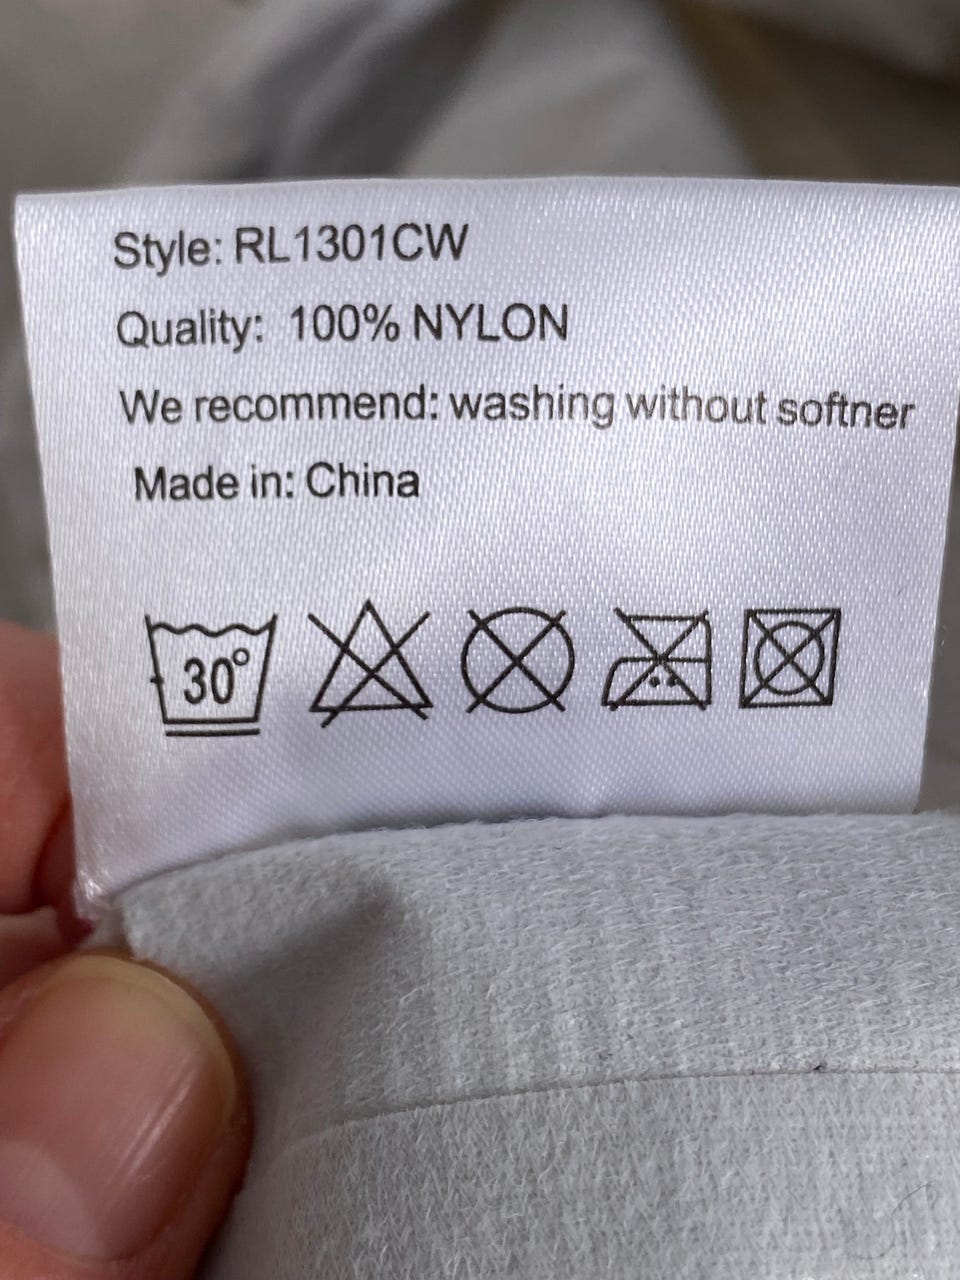 Style: RL1301CW
Quality: 100% NYLON
We recommend: washing without softner
Made in: China
30°